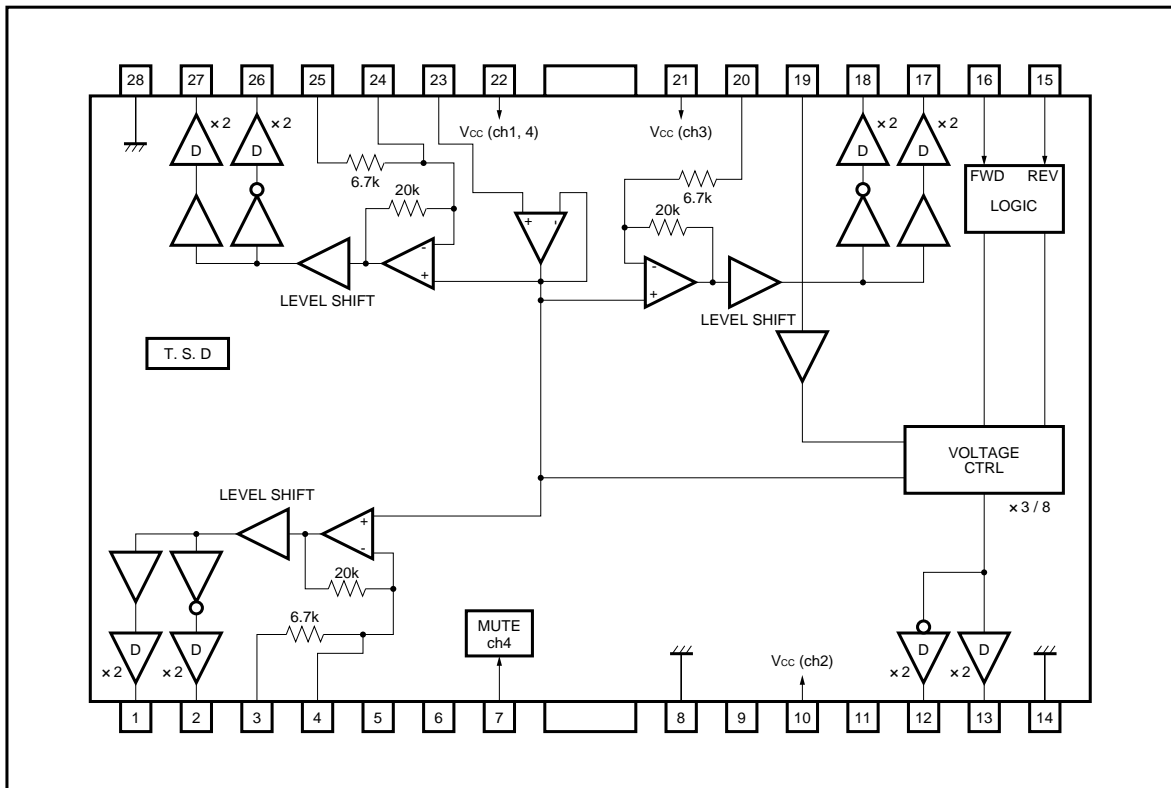 28 27 26 25 24 23 22 21 20 19 18 17 16 15
×2 ×2 Vcc (ch1, 4) Vcc (ch3) ×2 ×2
D D D D
6.7k 6.7k FWD REV
LOGIC
20k 20k
+ -
- -
+ +
LEVEL SHIFT LEVEL SHIFT
T. S. D
VOLTAGE
CTRL
LEVEL SHIFT
×3 / 8
+
-
20k
6.7k MUTE
ch4
D D D D
×2 ×2 Vcc (ch2) ×2 ×2
1 2 3 4 5 6 7 8 9 10 11 12 13 14